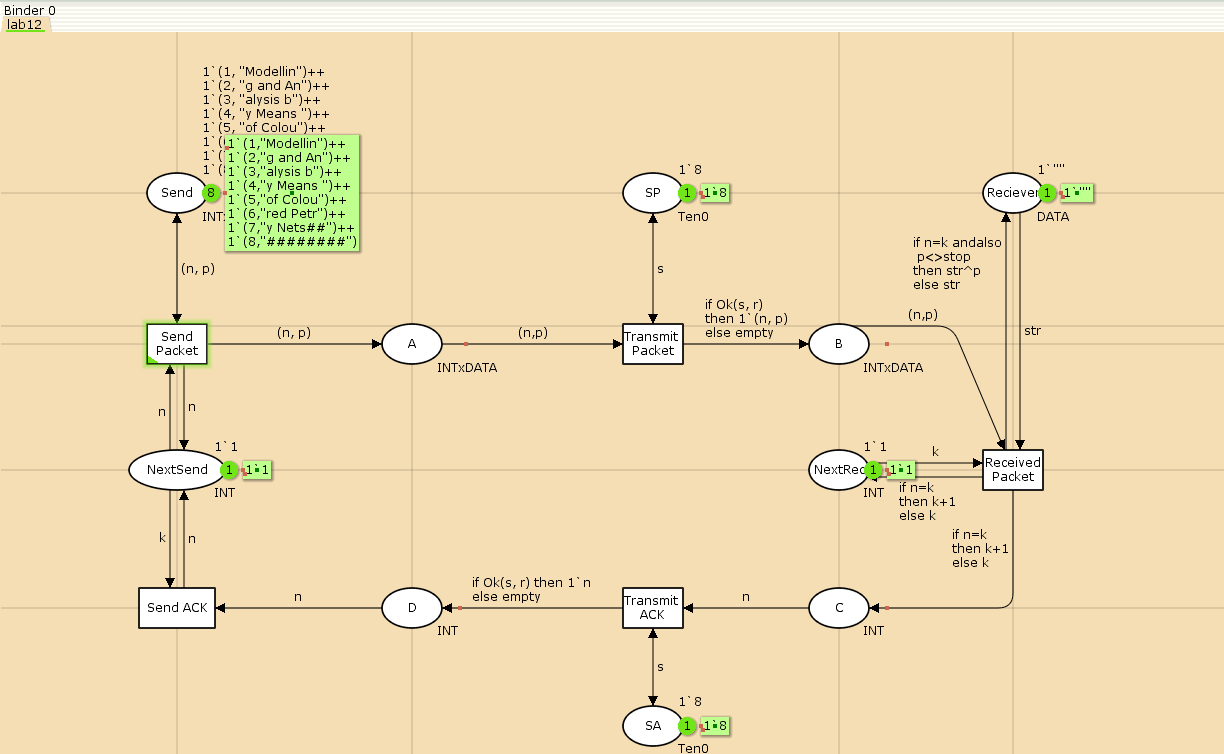 Binder 0
lab12
1`(1, "Modellin")++
1`(2, "g and An")++
1`(3, "alysis b")++
1`(4, "y Means ")++
1`(5, "of Colou")++
1`(
1`(
1`(
1`(1,"Modellin")++
1`(2,"g and An")++
1`(3,"alysis b")++
1`(4,"y Means ")++
1`(5,"of Colou")++
1`(6,"red Petr")++
1`(7,"y Nets##")++
1`(8,"########")
Send
8
INT
(n, p)
1`8
SP
1
1`8
Ten0
s
1`""
Reciever
1
1`""
DATA
if n=k andalso
p<>stop
then str^p
else str
str
Send
Packet
(n, p)
A
INTxDATA
(n,p)
Transmit
Packet
if Ok(s, r)
then 1`(n, p)
else empty
B
INTxDATA
(n,p)
n
n
1`1
NextSend
1
1`1
INT
1`1
NextRec
1
1`1
INT
k
if n=k
then k+1
else k
Received
Packet
if n=k
then k+1
else k
k
n
Send ACK
n
D
INT
if Ok(s, r) then 1`n
else empty
Transmit
ACK
n
C
INT
s
1`8
SA
1
1`8
Ten0